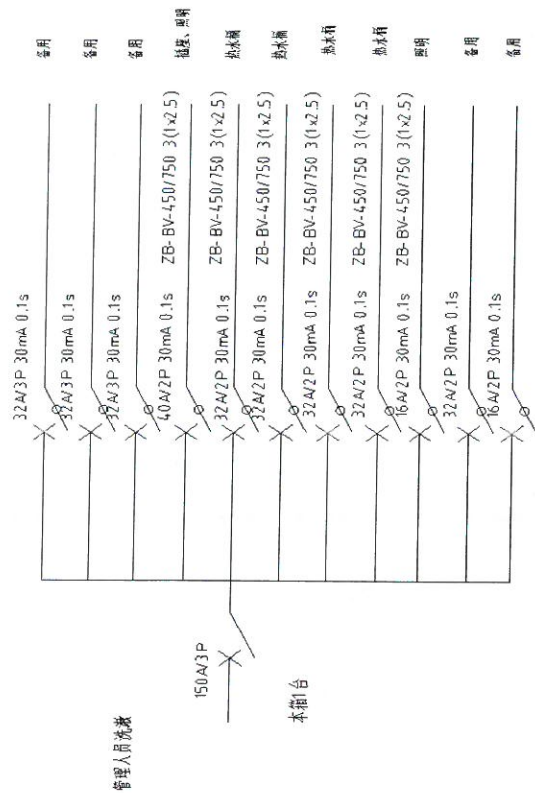 管理人员洗漱
150A/3P
本箱1台
32A/3P 30mA 0.1s 备用
32A/3P 30mA 0.1s 备用
32A/3P 30mA 0.1s 备用
40A/2P 30mA 0.1s ZB-BV-450/750 3(1x2.5) 插座、照明
32A/2P 30mA 0.1s ZB-BV-450/750 3(1x2.5) 热水桶
32A/2P 30mA 0.1s ZB-BV-450/750 3(1x2.5) 热水桶
32A/2P 30mA 0.1s ZB-BV-450/750 3(1x2.5) 热水桶
32A/2P 30mA 0.1s ZB-BV-450/750 3(1x2.5) 热水桶
16A/2P 30mA 0.1s ZB-BV-450/750 3(1x2.5) 照明
32A/2P 30mA 0.1s 备用
16A/2P 30mA 0.1s 备用